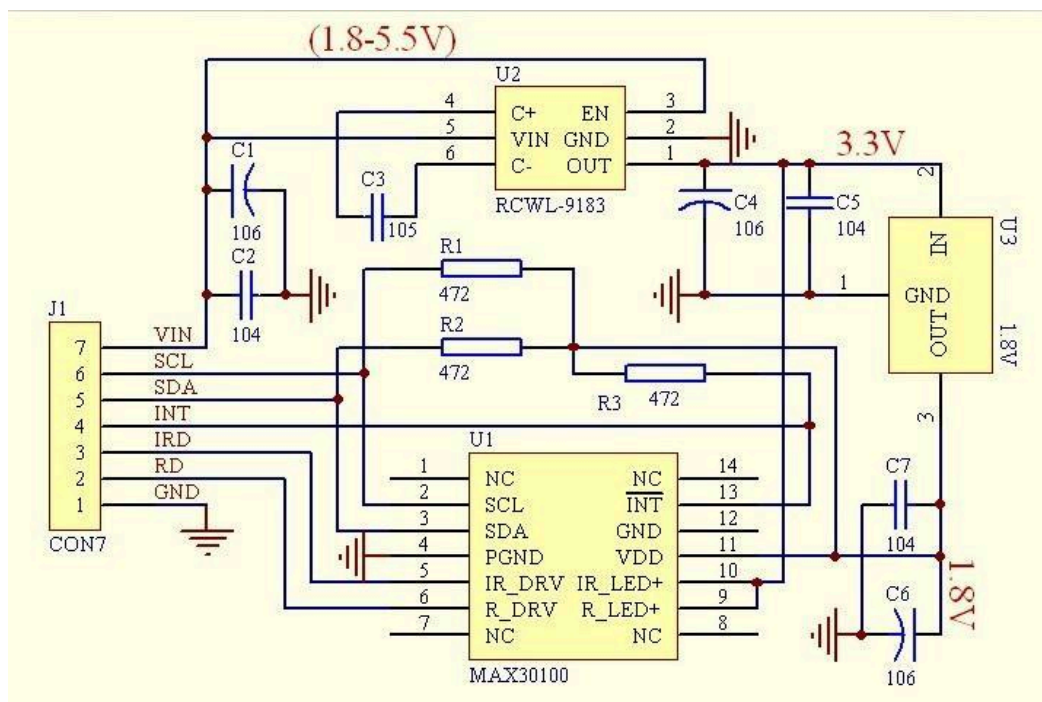 (1.8-5.5V)
U2
4 C+ EN 3
5 VIN GND 2
6 C- OUT 1
RCWL-9183
3.3V
C1
106
C2
104
C3
105
C4
106
C5
104
2
U3
IN
1 GND
OUT
1.8V
3
R1
472
R2
472
R3 472
J1
7 VIN
6 SCL
5 SDA
4 INT
3 IRD
2 RD
1 GND
CON7
U1
1 NC NC 14
2 SCL INT 13
3 SDA GND 12
4 PGND VDD 11
5 IR_DRV IR_LED+ 10
6 R_DRV R_LED+ 9
7 NC NC 8
MAX30100
C7
104
1.8V
C6
106